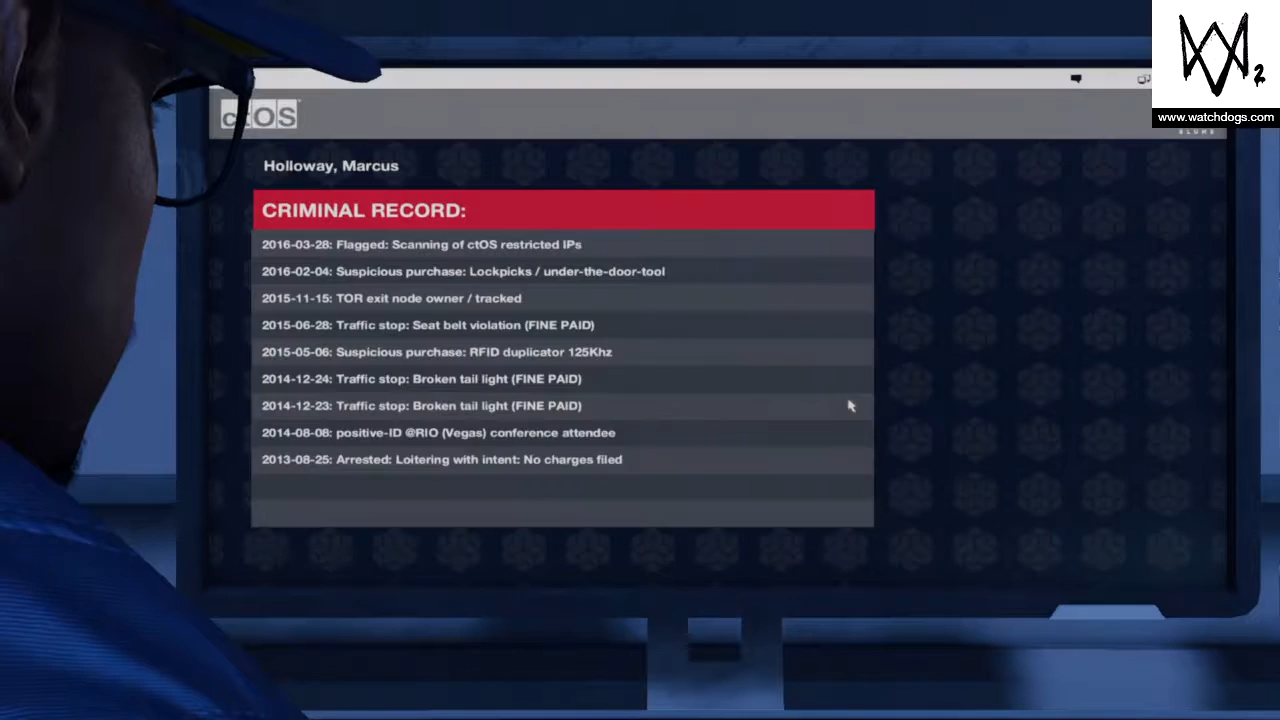 ctOS
2
www.watchdogs.com
BLUME
Holloway, Marcus
CRIMINAL RECORD:
2016-03-28: Flagged: Scanning of ctOS restricted IPs
2016-02-04: Suspicious purchase: Lockpicks / under-the-door-tool
2015-11-15: TOR exit node owner / tracked
2015-06-28: Traffic stop: Seat belt violation (FINE PAID)
2015-05-06: Suspicious purchase: RFID duplicator 125Khz
2014-12-24: Traffic stop: Broken tail light (FINE PAID)
2014-12-23: Traffic stop: Broken tail light (FINE PAID)
2014-08-08: positive-ID @RIO (Vegas) conference attendee
2013-08-25: Arrested: Loitering with intent: No charges filed